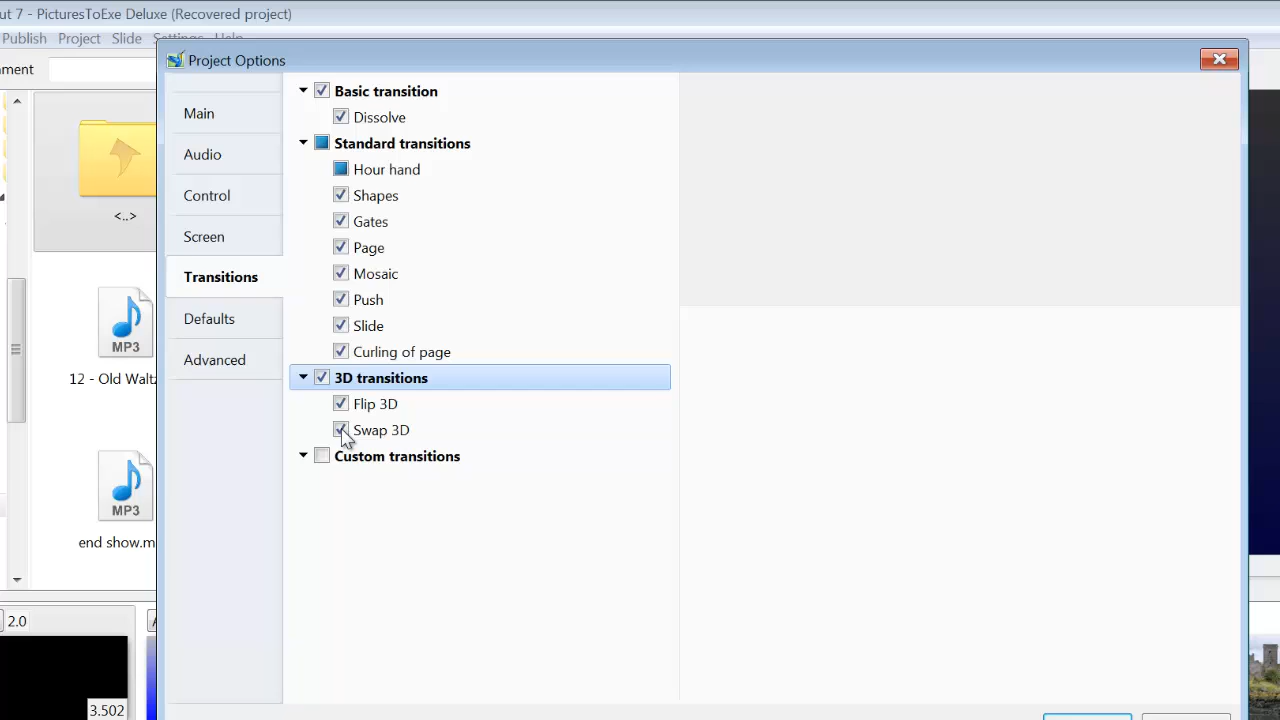 ut 7 - PicturesToExe Deluxe (Recovered project)
Publish Project Slide Settings Help
ment
Project Options
Main
Audio
Control
Screen
Transitions
Defaults
Advanced
Basic transition
Dissolve
Standard transitions
Hour hand
Shapes
Gates
Page
Mosaic
Push
Slide
Curling of page
3D transitions
Flip 3D
Swap 3D
Custom transitions
<..>
MP3
12 - Old Waltz
MP3
end show.m
2.0
3.502